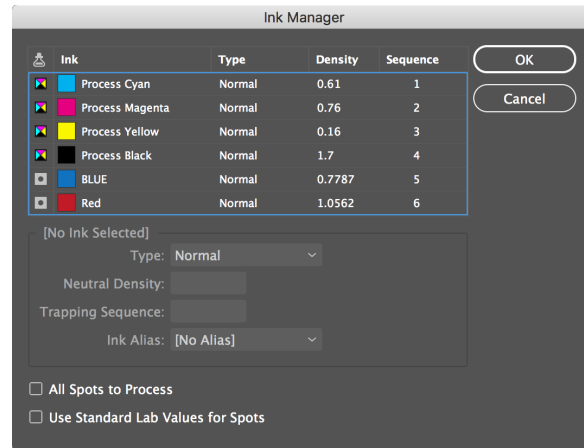 Ink Manager
Ink Type Density Sequence
Process Cyan Normal 0.61 1
Process Magenta Normal 0.76 2
Process Yellow Normal 0.16 3
Process Black Normal 1.7 4
BLUE Normal 0.7787 5
Red Normal 1.0562 6
OK
Cancel
[No Ink Selected]
Type: Normal
Neutral Density:
Trapping Sequence:
Ink Alias: [No Alias]
All Spots to Process
Use Standard Lab Values for Spots